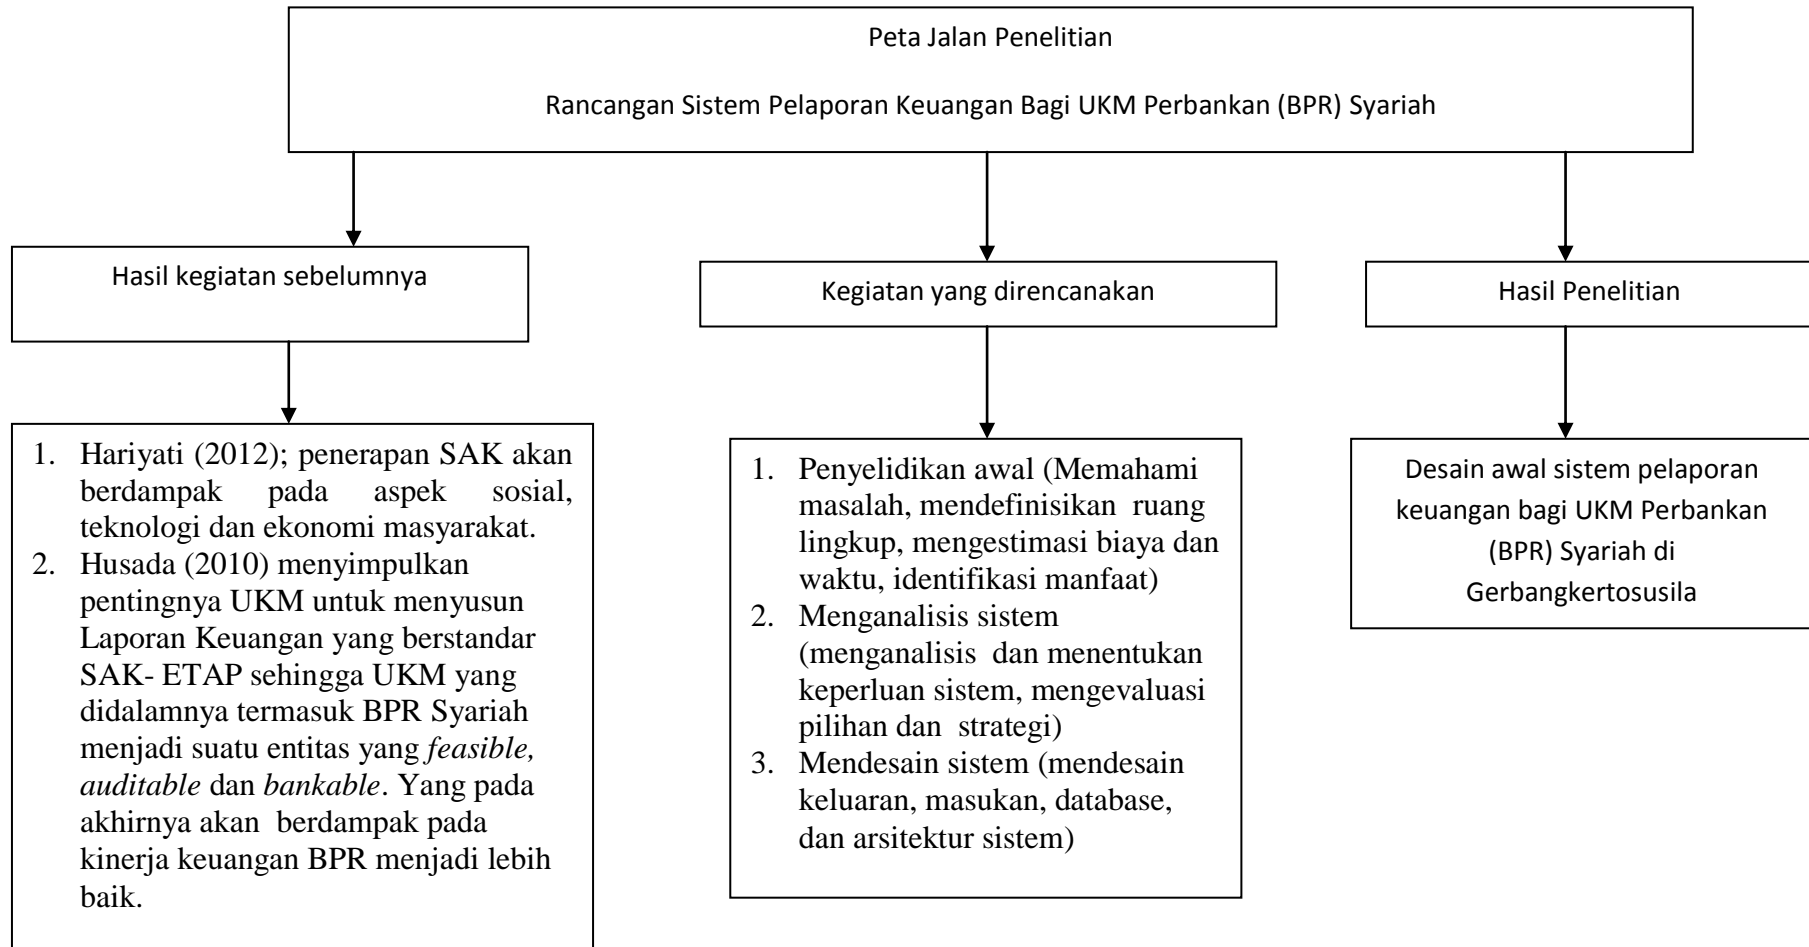 Peta Jalan Penelitian
Rancangan Sistem Pelaporan Keuangan Bagi UKM Perbankan (BPR) Syariah
Hasil kegiatan sebelumnya
Kegiatan yang direncanakan
Hasil Penelitian
1. Hariyati (2012); penerapan SAK akan
berdampak pada aspek sosial,
teknologi dan ekonomi masyarakat.
2. Husada (2010) menyimpulkan
pentingnya UKM untuk menyusun
Laporan Keuangan yang berstandar
SAK- ETAP sehingga UKM yang
didalamnya termasuk BPR Syariah
menjadi suatu entitas yang feasible,
auditable dan bankable. Yang pada
akhirnya akan berdampak pada
kinerja keuangan BPR menjadi lebih
baik.
1. Penyelidikan awal (Memahami
masalah, mendefinisikan ruang
lingkup, mengestimasi biaya dan
waktu, identifikasi manfaat)
2. Menganalisis sistem
(menganalisis dan menentukan
keperluan sistem, mengevaluasi
pilihan dan strategi)
3. Mendesain sistem (mendesain
keluaran, masukan, database,
dan arsitektur sistem)
Desain awal sistem pelaporan
keuangan bagi UKM Perbankan
(BPR) Syariah di
Gerbangkertosusila